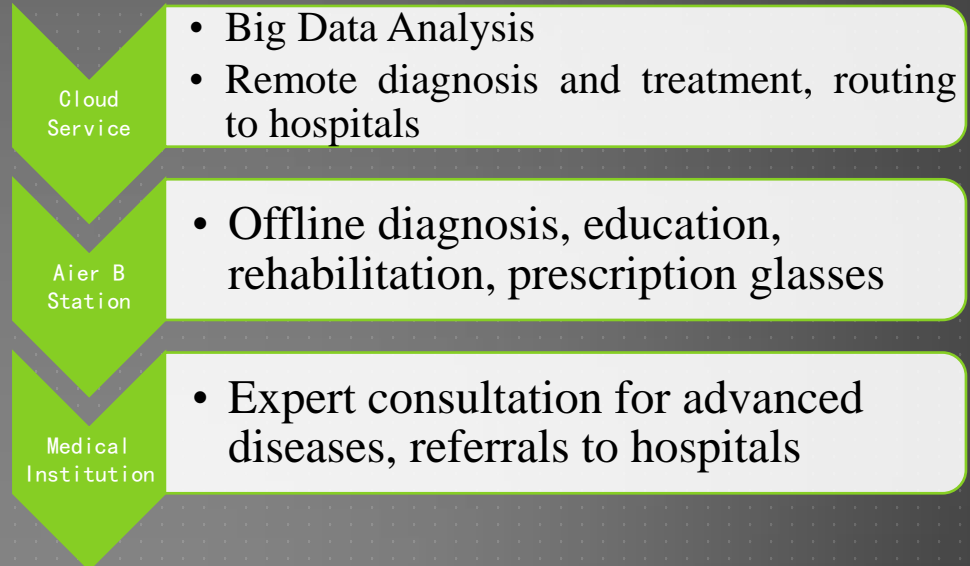 Cloud
Service
• Big Data Analysis
• Remote diagnosis and treatment, routing
to hospitals
Aier B
Station
• Offline diagnosis, education,
rehabilitation, prescription glasses
Medical
Institution
• Expert consultation for advanced
diseases, referrals to hospitals